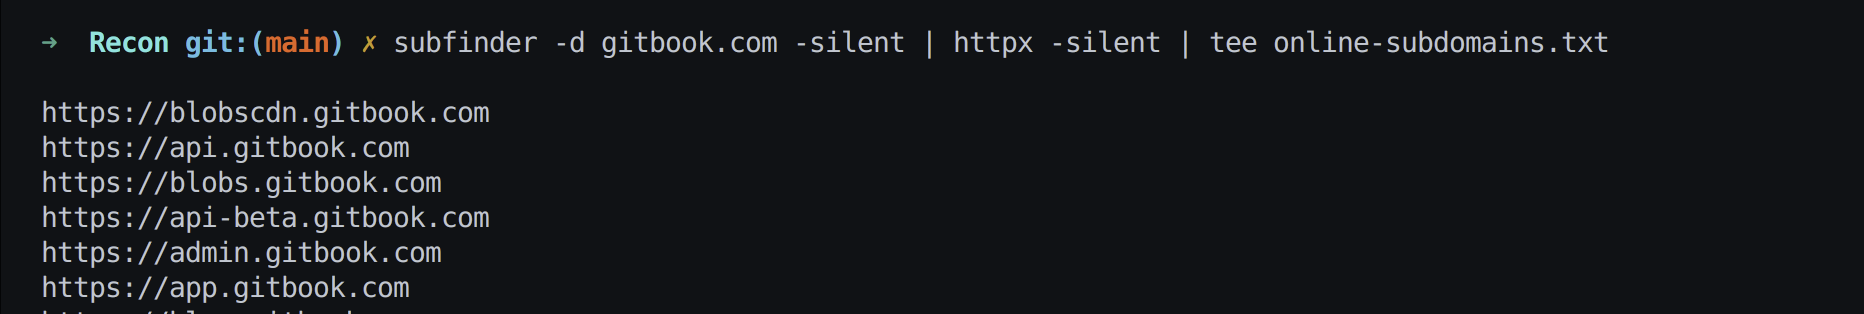 ➜ Recon git:(main) ✗ subfinder -d gitbook.com -silent | httpx -silent | tee online-subdomains.txt
https://blobscdn.gitbook.com
https://api.gitbook.com
https://blobs.gitbook.com
https://api-beta.gitbook.com
https://admin.gitbook.com
https://app.gitbook.com